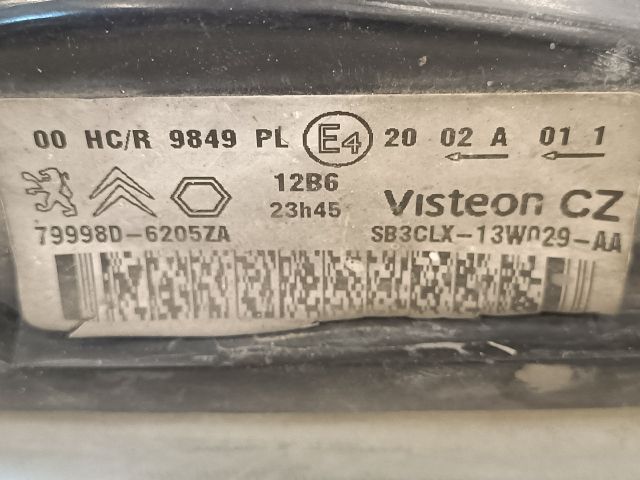 00 HC/R 9849 PL E4 20 02 A 01 1
12B6
23h45
Visteon CZ
79998D-6205ZA
SB3CLX-13W029-AA